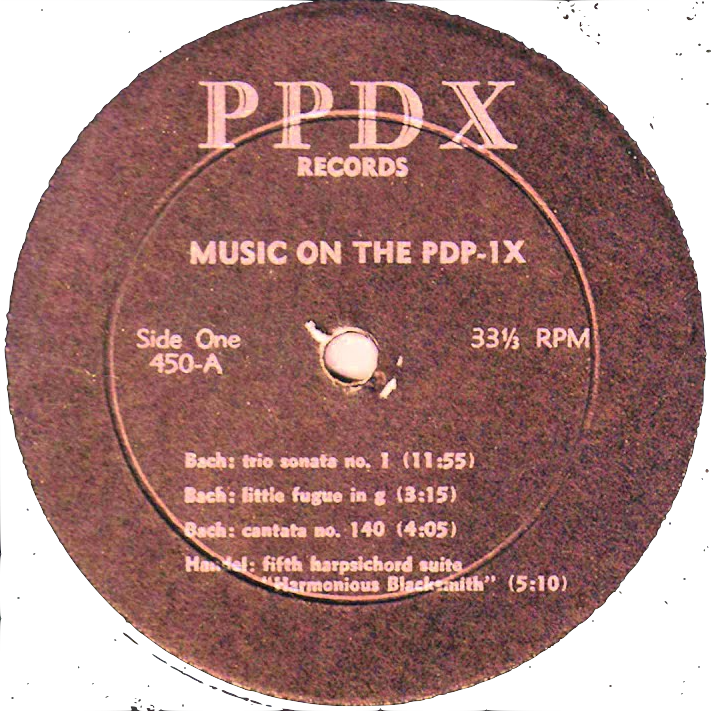 PPDX
RECORDS
MUSIC ON THE PDP-1X
Side One
450-A
33⅓ RPM
Bach: trio sonata no. 1 (11:55)
Bach: little fugue in g (3:15)
Bach: cantata no. 140 (4:05)
Handel: fifth harpsichord suite
"Harmonious Blacksmith" (5:10)